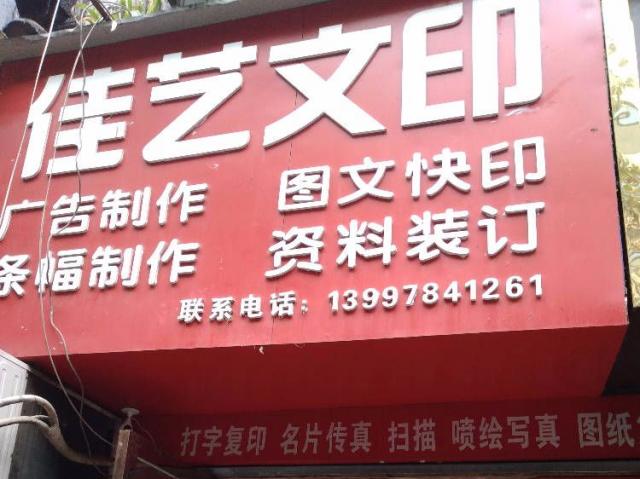 佳艺文印
广告制作 图文快印
条幅制作 资料装订
联系电话：13997841261
打字复印 名片传真 扫描 喷绘写真 图纸